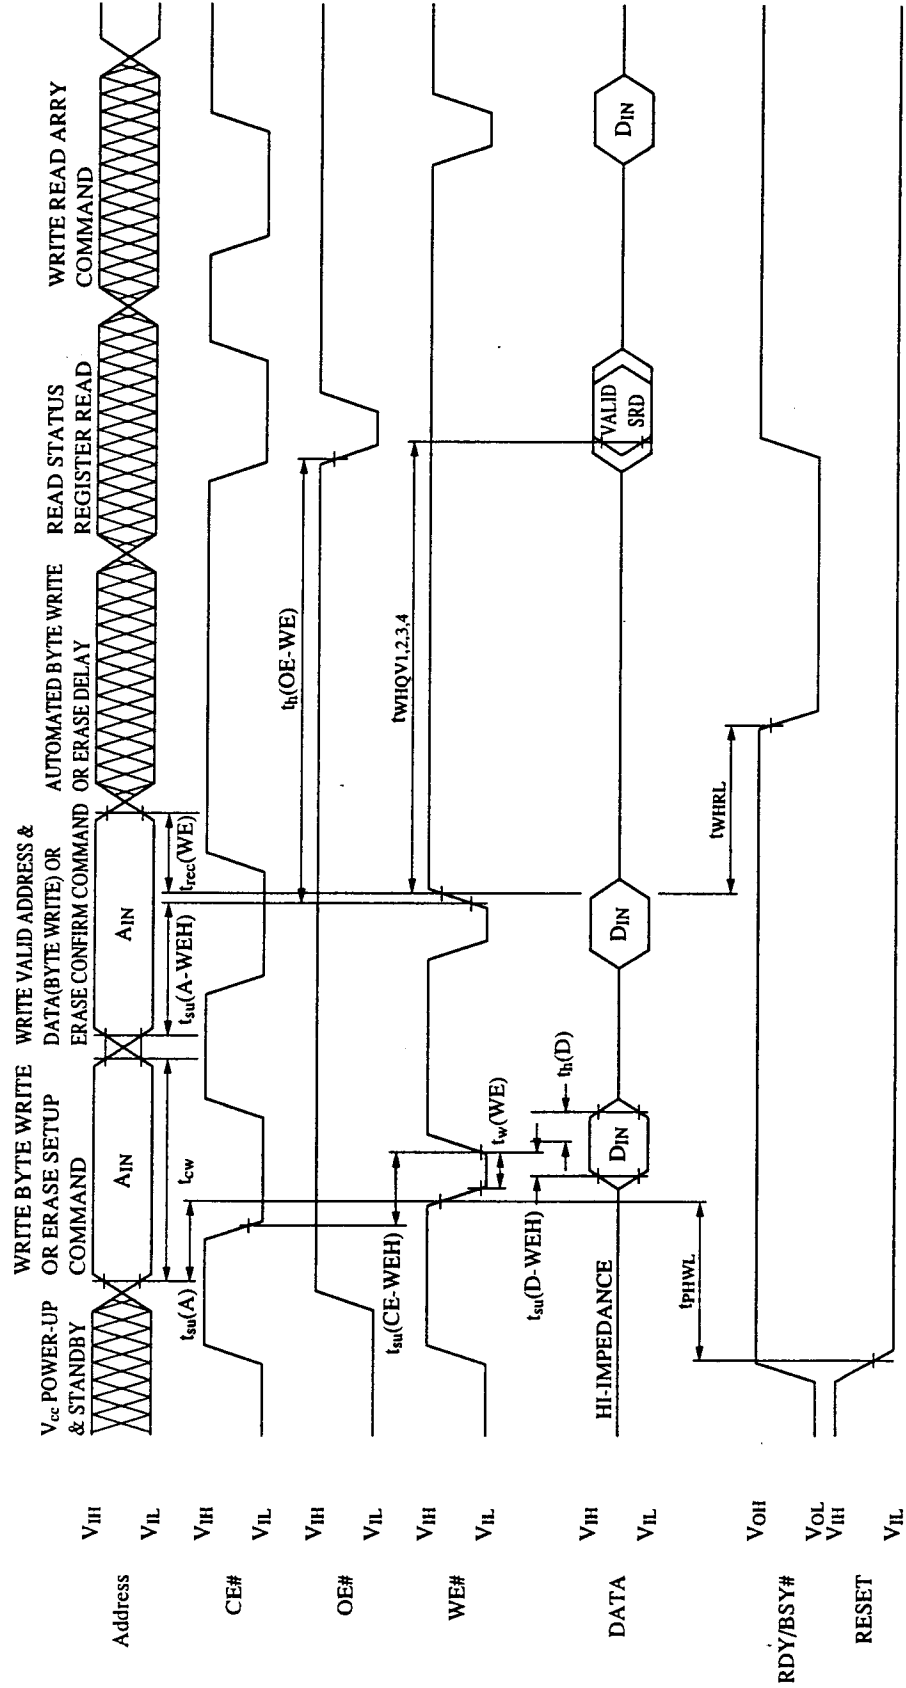 Vcc POWER-UP
& STANDBY
WRITE BYTE WRITE
OR ERASE SETUP
COMMAND
WRITE VALID ADDRESS &
DATA(BYTE WRITE) OR
ERASE CONFIRM COMMAND
AUTOMATED BYTE WRITE
OR ERASE DELAY
READ STATUS
REGISTER READ
WRITE READ ARRY
COMMAND
Address
VIH
VIL
AIN
AIN
tsu(A)
tcw
tsu(A-WEH)
trec(WE)
CE#
VIH
VIL
OE#
VIH
VIL
th(OE-WE)
tsu(CE-WEH)
WE#
VIH
VIL
tWHQV1,2,3,4
tw(WE)
tsu(D-WEH)
th(D)
DATA
VIH
VIL
HI-IMPEDANCE
DIN
DIN
VALID
SRD
DIN
tPHWL
tWHRL
RDY/BSY#
VOH
VOL
RESET
VIH
VIL